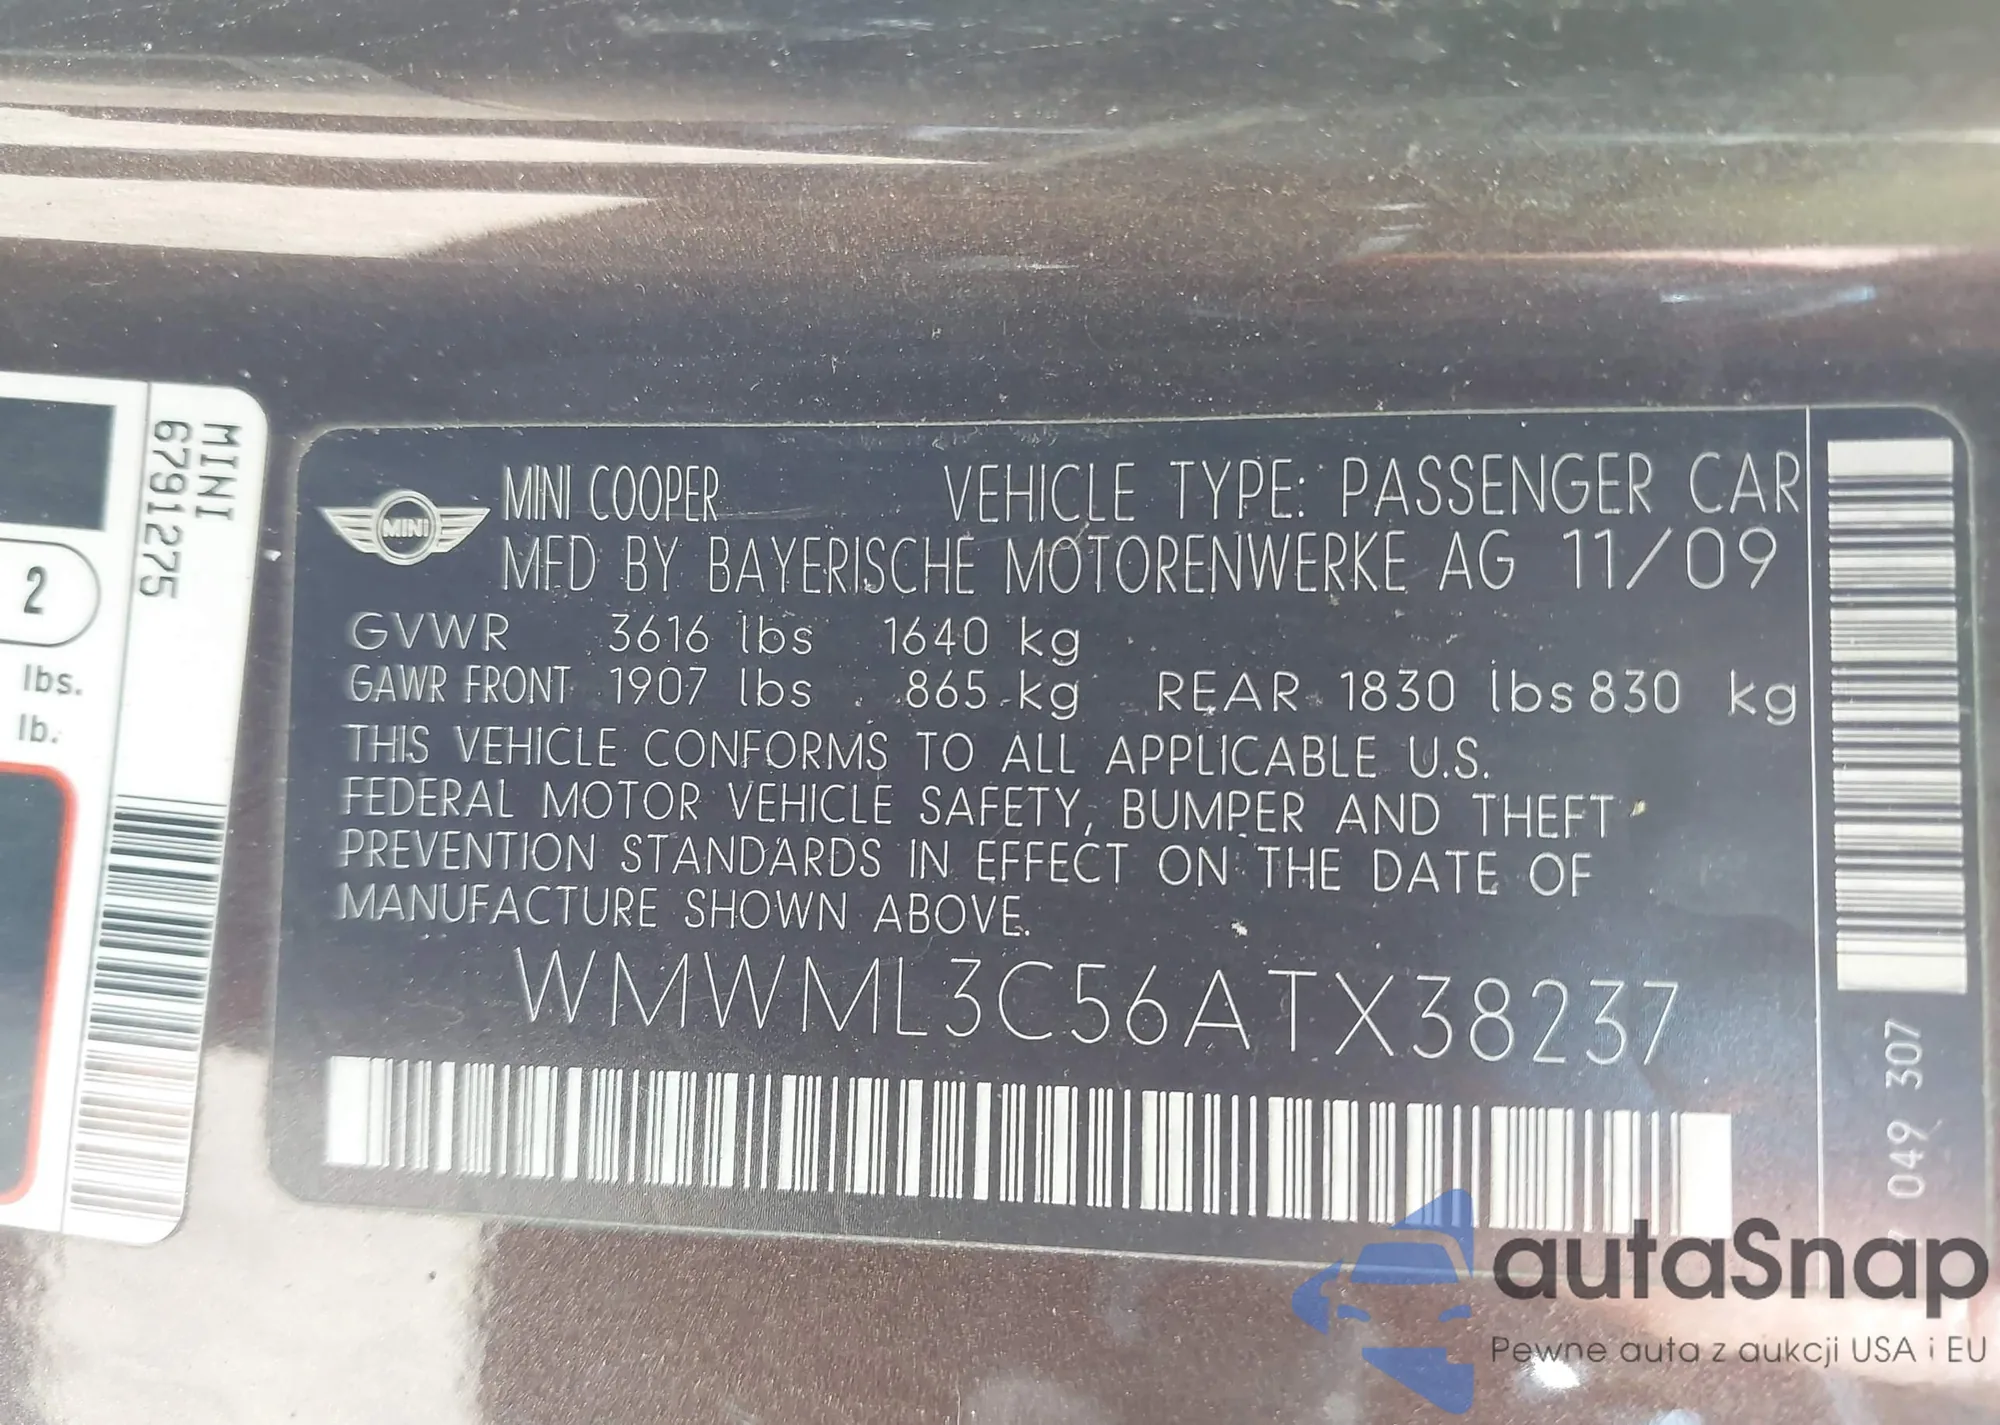 MINI
6791275
2
lbs.
lb.
MINI
MINI COOPER VEHICLE TYPE: PASSENGER CAR
MFD BY BAYERISCHE MOTORENWERKE AG 11/09
GVWR 3616 lbs 1640 kg
GAWR FRONT 1907 lbs 865 kg REAR 1830 lbs 830 kg
THIS VEHICLE CONFORMS TO ALL APPLICABLE U.S.
FEDERAL MOTOR VEHICLE SAFETY, BUMPER AND THEFT
PREVENTION STANDARDS IN EFFECT ON THE DATE OF
MANUFACTURE SHOWN ABOVE.
WMWML3C56ATX38237
049 307
autaSnap
Pewne auta z aukcji USA i EU